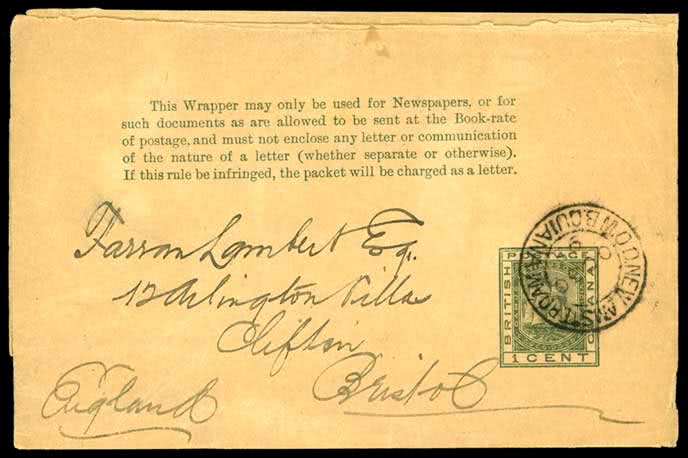 This Wrapper may only be used for Newspapers, or for
such documents as are allowed to be sent at the Book-rate
of postage, and must not enclose any letter or communication
of the nature of a letter (whether separate or otherwise).
If this rule be infringed, the packet will be charged as a letter.
Farran Lambert Esq.
12 Arlington Villas
Clifton
Bristol
England
POSTAGE
BRITISH
GUIANA
1 CENT